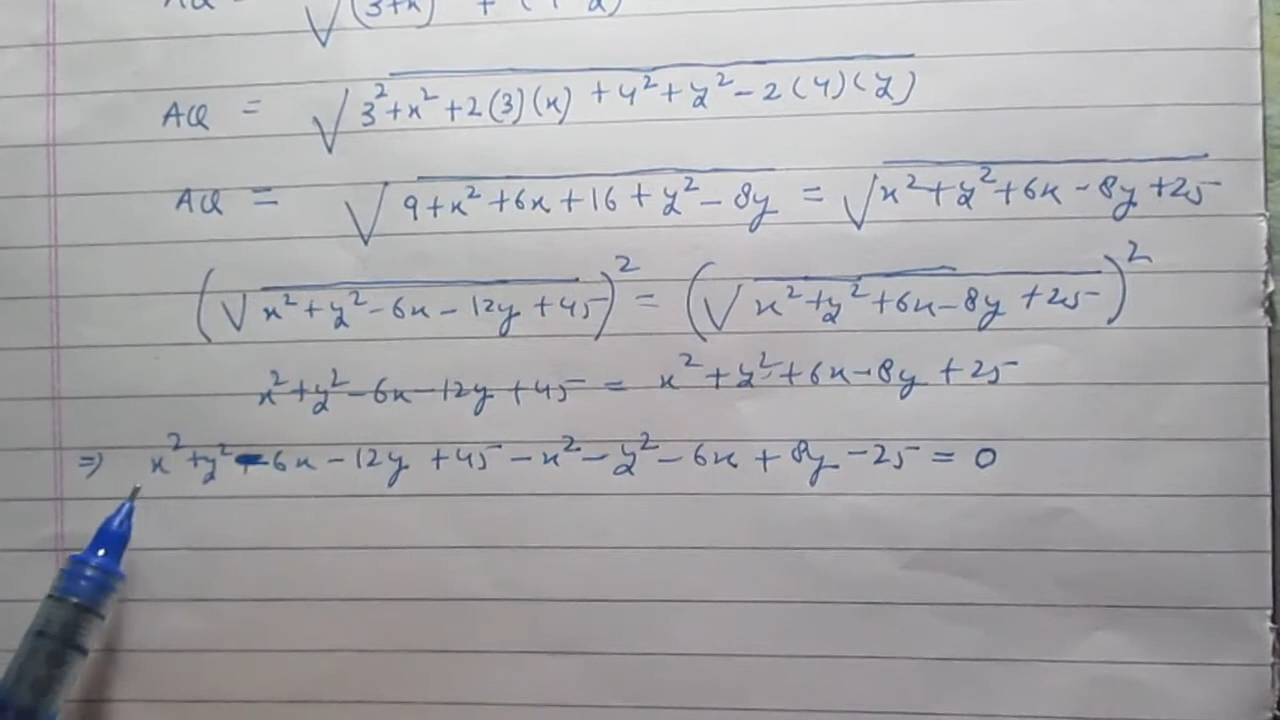 √(3+x) + (
AQ = √3²+x²+2(3)(x) + 4²+y²-2(4)(y)
AQ = √9+x²+6x+16+y²-8y = √x²+y²+6x-8y+25
(√x²+y²-6x-12y+45)² = (√x²+y²+6x-8y+25)²
x²+y²-6x-12y+45 = x²+y²+6x-8y+25
⇒ x²+y²-6x-12y+45-x²-y²-6x+8y-25=0